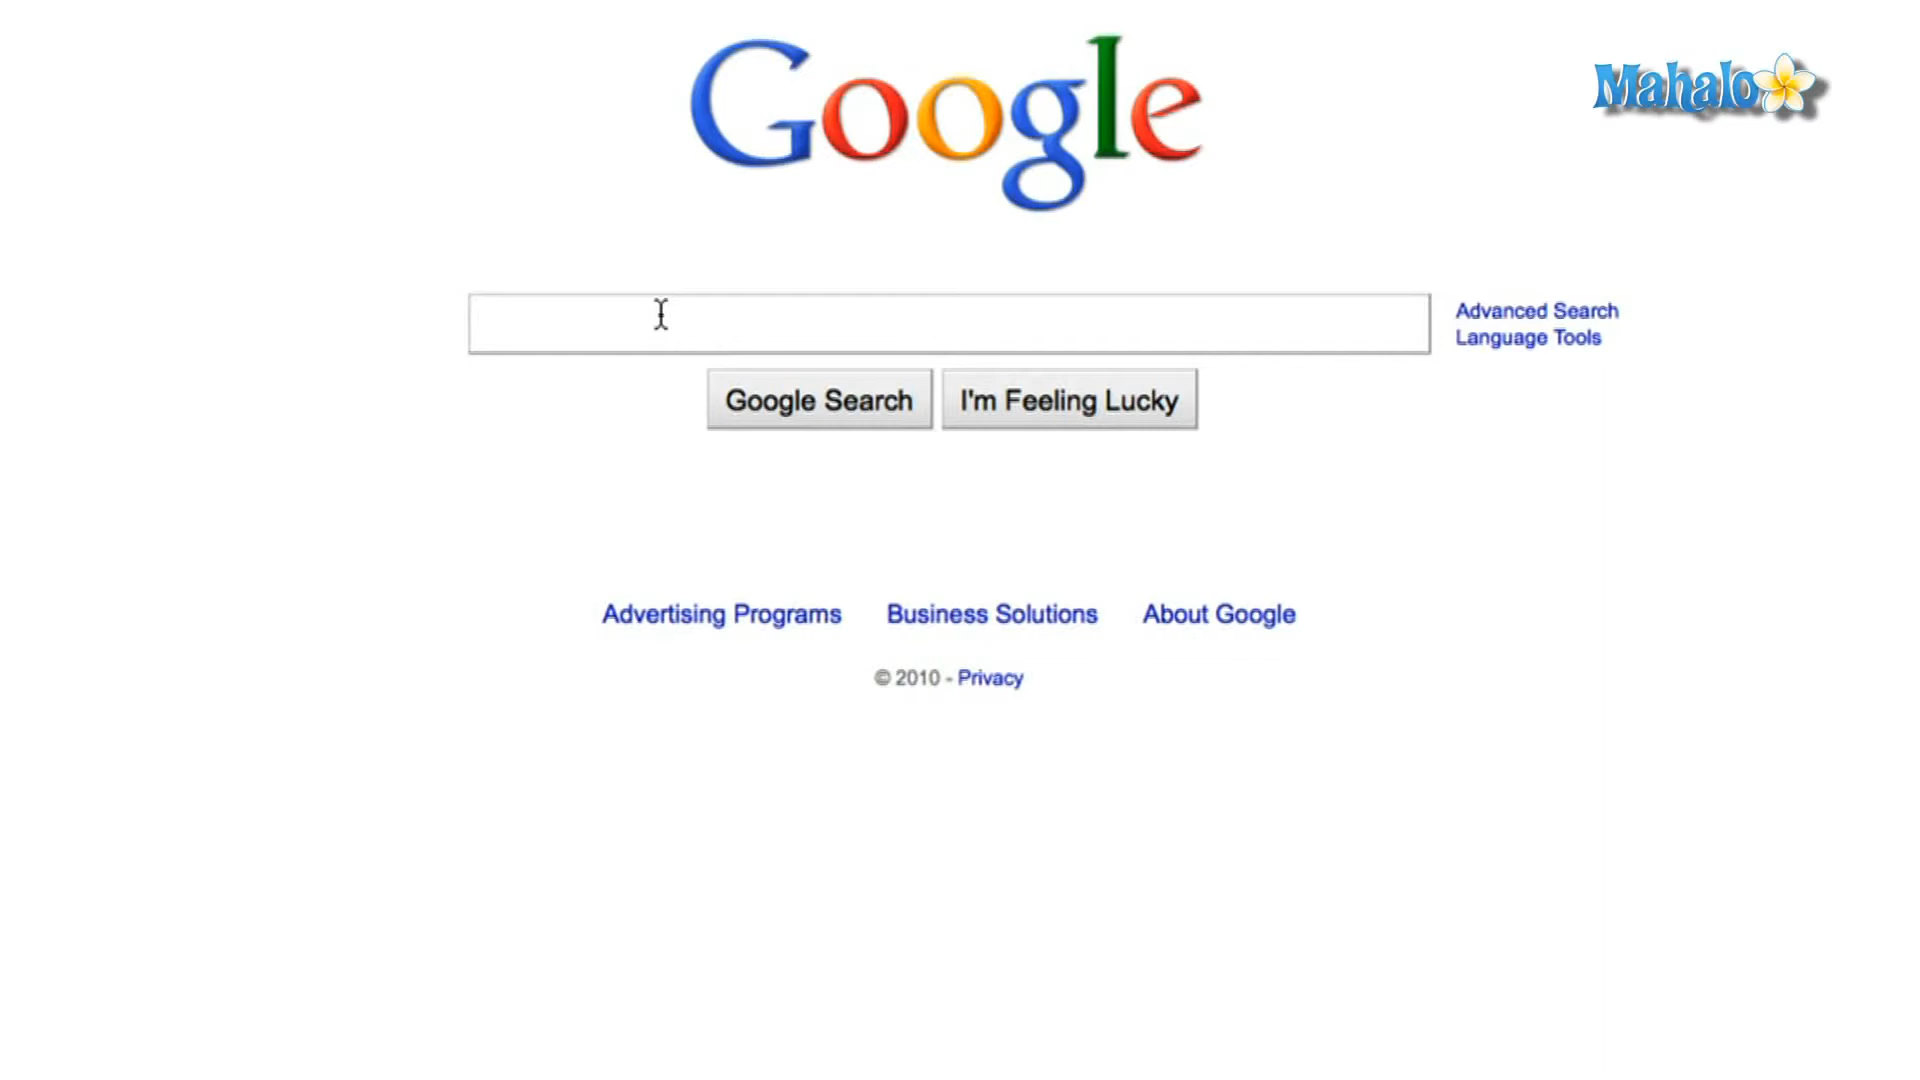 Google
Mahalo
Advanced Search
Language Tools
Google Search I'm Feeling Lucky
Advertising Programs Business Solutions About Google
© 2010 - Privacy